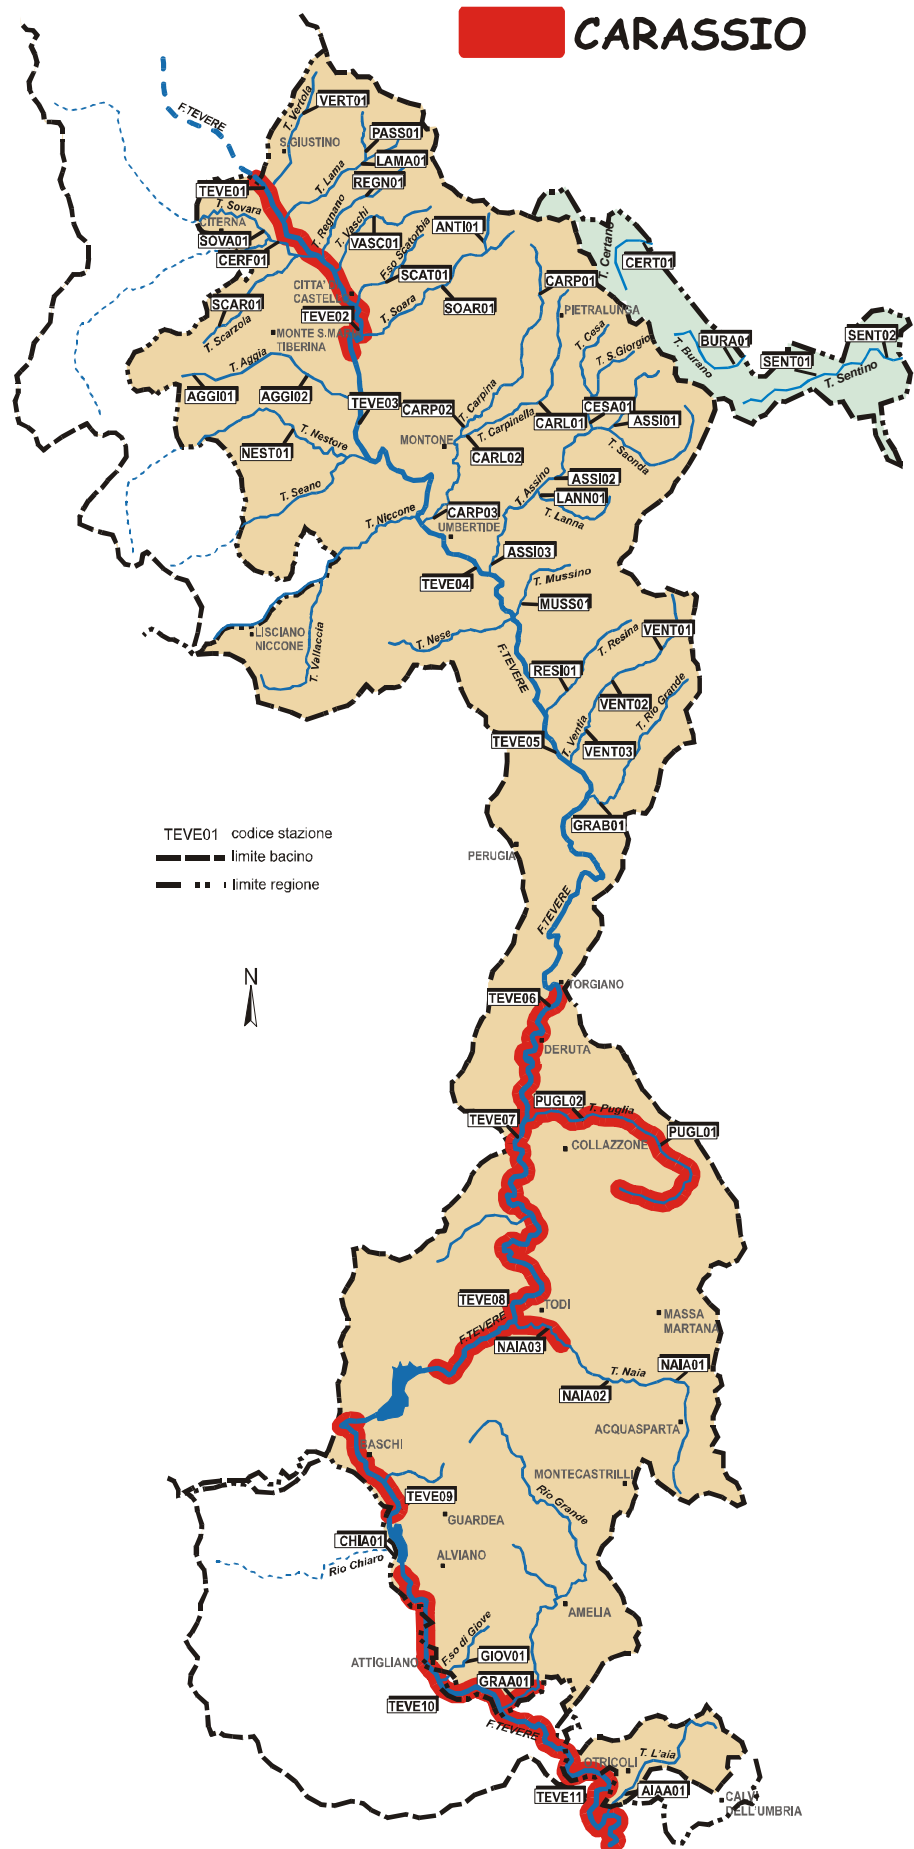 CARASSIO
F.TEVERE
T. Vertola
VERT01
S.GIUSTINO
PASS01
LAMA01
T. Lama
REGN01
TEVE01
T. Sovara
CITERNA
SOVA01
CERF01
T. Regnano
T. Vaschi
VASC01
F.so Scatorbia
ANTI01
SCAT01
SOAR01
T. Soara
CARP01
T. Certano
CERT01
CITTA' D
CASTELL
SCAR01
T. Scarzola
TEVE02
MONTE S.MA
TIBERINA
PIETRALUNGA
T. Cesa
T. S.Giorgio
BURA01
T. Burano
SENT01
SENT02
T. Sentino
T. Aggia
AGGI01
AGGI02
TEVE03
CARP02
T. Carpina
T. Carpinella
CESA01
CARL01
ASSI01
NEST01
T. Nestore
MONTONE
CARL02
T. Saonda
T. Seano
T. Assino
ASSI02
LANN01
T. Lanna
T. Niccone
CARP03
UMBERTIDE
ASSI03
TEVE04
T. Mussino
MUSS01
LISCIANO
NICCONE
T. Vallaccia
T. Nese
F.TEVERE
T. Resina
VENT01
RESI01
VENT02
T. Rio Grande
TEVE05
T. Ventia
VENT03
GRAB01
TEVE01 codice stazione
limite bacino
limite regione
PERUGIA
F.TEVERE
N
TORGIANO
TEVE06
DERUTA
PUGL02
T. Puglia
TEVE07
PUGL01
COLLAZZONE
TEVE08
TODI
F.TEVERE
NAIA03
MASSA
MARTANA
T. Naia
NAIA01
NAIA02
ACQUASPARTA
BASCHI
MONTECASTRILLI
Rio Grande
TEVE09
GUARDEA
CHIA01
Rio Chiaro
ALVIANO
AMELIA
F.so di Giove
ATTIGLIANO
GIOV01
GRAA01
TEVE10
F.TEVERE
OTRICOLI
T. L'aia
TEVE11
AIAA01
CALVI
DELL'UMBRIA